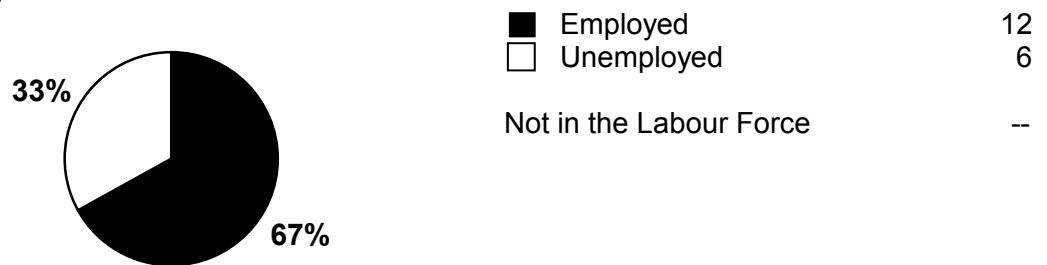 Employed 12
Unemployed 6
33%
Not in the Labour Force --
67%